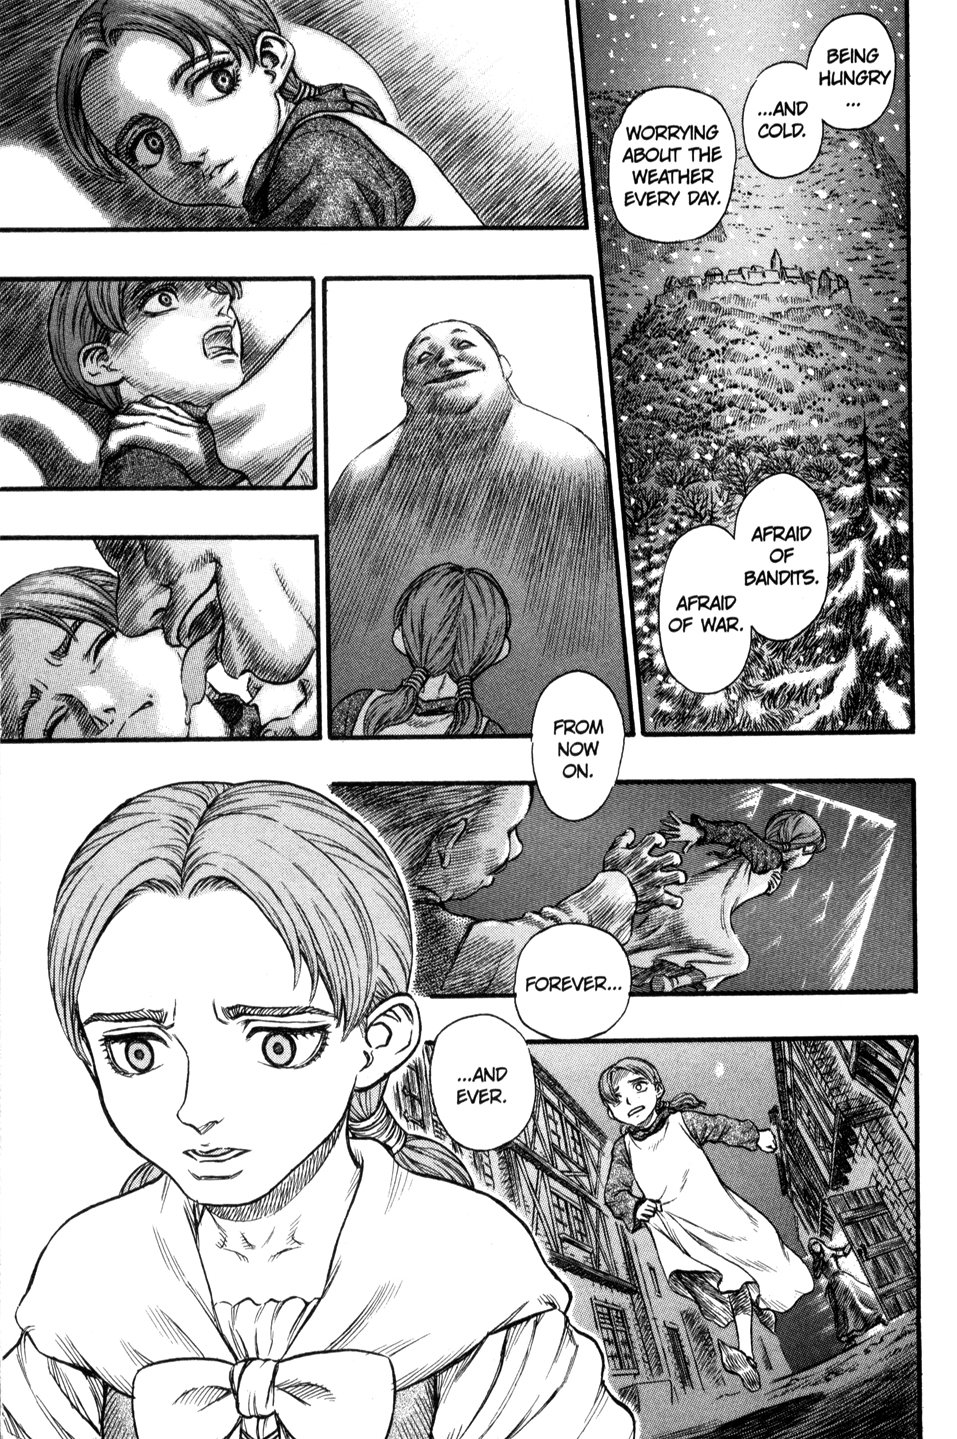 BEING
HUNGRY
...
...AND
COLD.
WORRYING
ABOUT THE
WEATHER
EVERY DAY.
AFRAID
OF
BANDITS.
AFRAID
OF WAR.
FROM
NOW
ON.
FOREVER...
...AND
EVER.